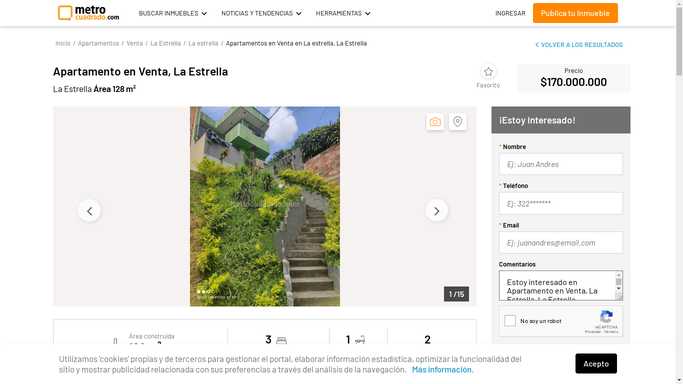 metro
cuadrado.com
BUSCAR INMUEBLES
NOTICIAS Y TENDENCIAS
HERRAMIENTAS
INGRESAR
Publica tu Inmueble
Inicio / Apartamentos / Venta / La Estrella / La estrella / Apartamentos en Venta en La estrella, La Estrella
VOLVER A LOS RESULTADOS
Apartamento en Venta, La Estrella
La Estrella Área 128 m²
Favorito
Precio
$170.000.000
1 / 15
¡Estoy Interesado!
* Nombre
Ej: Juan Andres
* Teléfono
Ej: 322*******
* Email
Ej: juanandres@email.com
Comentarios
Estoy interesado en
Apartamento en Venta, La
Estrella, La Estrella
No soy un robot
reCAPTCHA
Privacidad - Términos
Área construida
3
1
2
Utilizamos 'cookies' propias y de terceros para gestionar el portal, elaborar información estadística, optimizar la funcionalidad del
sitio y mostrar publicidad relacionada con sus preferencias a través del análisis de la navegación. Más información.
Acepto